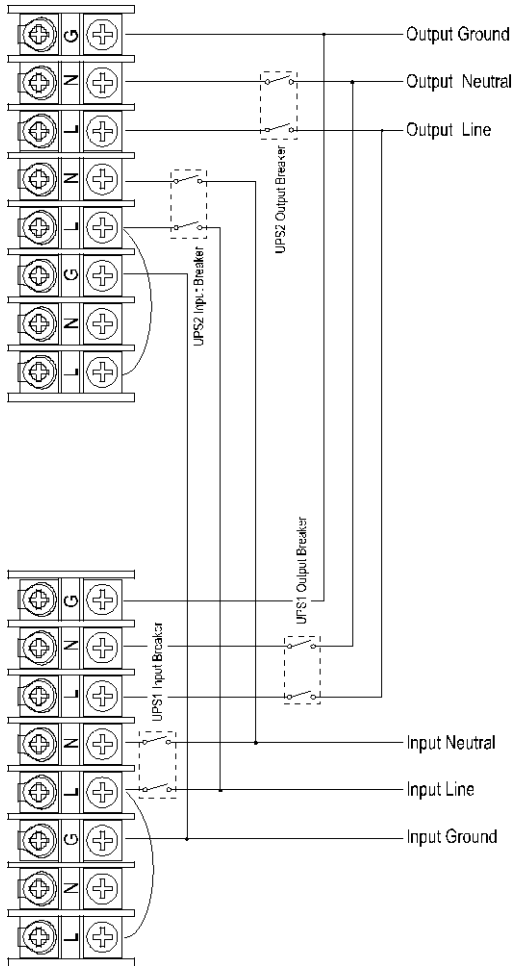 G
Output Ground
N
Output Neutral
L
Output Line
N
L
G
N
L
UPS2 Output Breaker
UPS2 Input Breaker
UPS1 Output Breaker
UPS1 Input Breaker
G
N
L
N
Input Neutral
L
Input Line
G
Input Ground
N
L